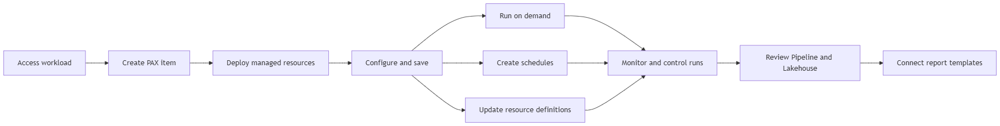 Access workload
Create PAX item
Deploy managed resources
Configure and save
Run on demand
Create schedules
Update resource definitions
Monitor and control runs
Review Pipeline and
Lakehouse
Connect report templates